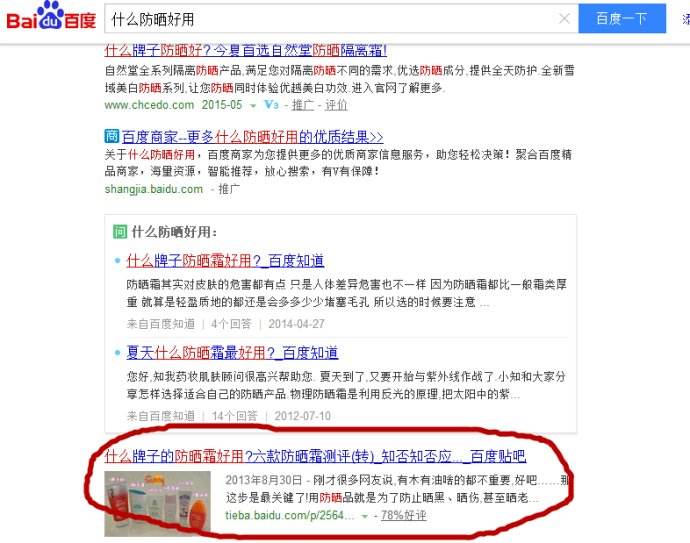 Bai du 百度
什么防晒好用
百度一下
什么牌子防晒好?今夏首选自然堂防晒隔离霜!
自然堂全系列隔离防晒产品,满足您对隔离防晒不同的需求,优选防晒成分,提供全天防护.全新雪
域美白防晒系列,让您防晒同时体验优越美白功效.进入官网了解更多.
www.chcedo.com 2015-05 V3 - 推广 - 评价
商 百度商家--更多什么防晒好用的优质结果>>
关于什么防晒好用，百度商家为您提供更多的优质商家信息服务，助您轻松决策！聚合百度精
品商家，海量资源，智能推荐，放心搜索，有V有保障！
shangjia.baidu.com - 推广
问 什么防晒好用：
什么牌子防晒霜好用?_百度知道
防晒霜其实对皮肤的危害都有点 只是人体差异危害也不一样 因为防晒霜都比一般霜类厚
重 就算是轻盈质地的都还是会多多少少堵塞毛孔 所以选的时候要注意 ...
来自百度知道 | 4个回答 | 2014-04-27
夏天什么防晒霜最好用?_百度知道
您好,知我药妆肌肤顾问很高兴帮助您. 夏天到了,又要开始与紫外线作战了.小知和大家分
享怎样选择适合自己的防晒产品.物理防晒霜是利用反光的原理,把太阳中的紫...
来自百度知道 | 14个回答 | 2012-07-10
什么牌子的防晒霜好用?六款防晒霜测评(转)_知否知否应..._百度贴吧
2013年8月30日 - 刚才很多网友说,有木有油啥的都不重要,好吧……那
这步是最关键了!用防晒品就是为了防止晒黑、晒伤,甚至晒老...
tieba.baidu.com/p/2564... - 78%好评